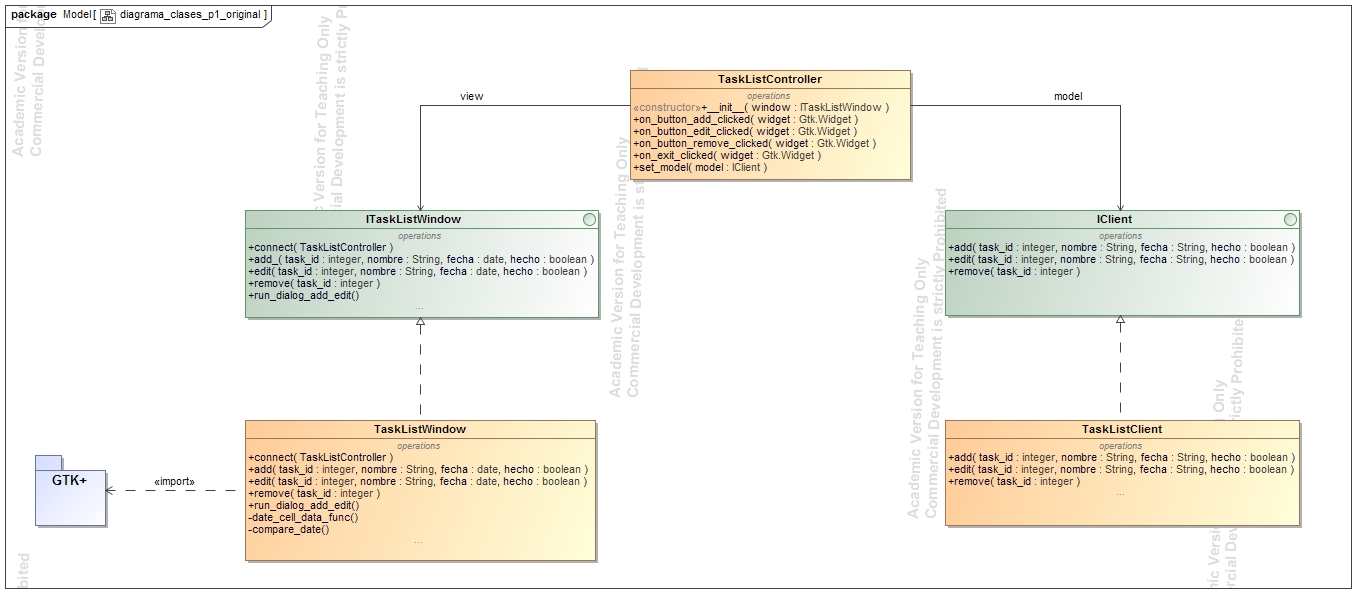 package Model[ diagrama_clases_p1_original ]
TaskListController
operations
«constructor»+__init__( window : ITaskListWindow )
+on_button_add_clicked( widget : Gtk.Widget )
+on_button_edit_clicked( widget : Gtk.Widget )
+on_button_remove_clicked( widget : Gtk.Widget )
+on_exit_clicked( widget : Gtk.Widget )
+set_model( model : IClient )
view
model
ITaskListWindow
operations
+connect( TaskListController )
+add_( task_id : integer, nombre : String, fecha : date, hecho : boolean )
+edit( task_id : integer, nombre : String, fecha : date, hecho : boolean )
+remove( task_id : integer )
+run_dialog_add_edit()
...
IClient
operations
+add( task_id : integer, nombre : String, fecha : String, hecho : boolean )
+edit( task_id : integer, nombre : String, fecha : String, hecho : boolean )
+remove( task_id : integer )
TaskListWindow
operations
+connect( TaskListController )
+add( task_id : integer, nombre : String, fecha : date, hecho : boolean )
+edit( task_id : integer, nombre : String, fecha : date, hecho : boolean )
+remove( task_id : integer )
+run_dialog_add_edit()
-date_cell_data_func()
-compare_date()
...
GTK+
«import»
TaskListClient
operations
+add( task_id : integer, nombre : String, fecha : String, hecho : boolean )
+edit( task_id : integer, nombre : String, fecha : String, hecho : boolean )
+remove( task_id : integer )
...
Academic Version for Teaching Only
Commercial Development is strictly Prohibited